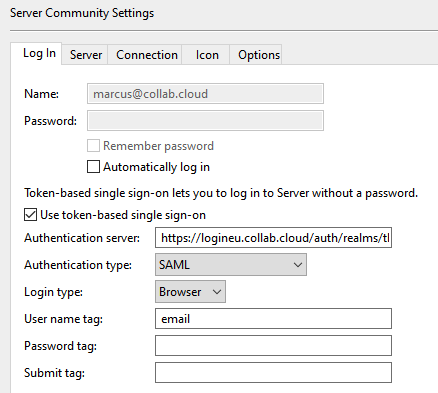 Server Community Settings
Log In Server Connection Icon Options
Name: marcus@collab.cloud
Password:
Remember password
Automatically log in
Token-based single sign-on lets you to log in to Server without a password.
Use token-based single sign-on
Authentication server: https://logineu.collab.cloud/auth/realms/tl
Authentication type: SAML
Login type: Browser
User name tag: email
Password tag:
Submit tag: